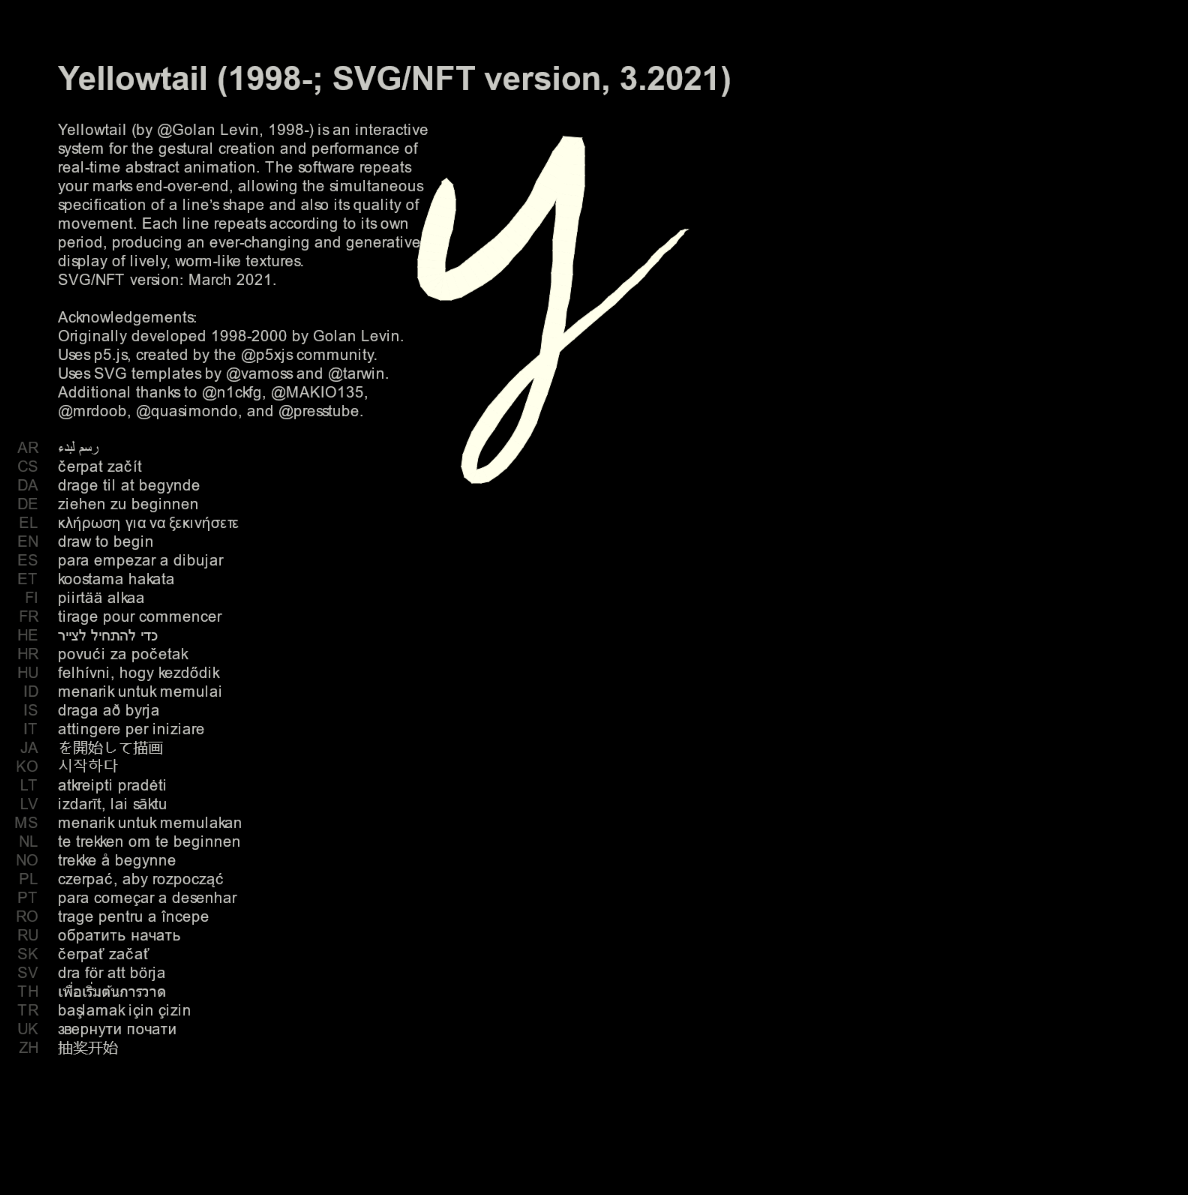 Yellowtail (1998-; SVG/NFT version, 3.2021)
Yellowtail (by @Golan Levin, 1998-) is an interactive
system for the gestural creation and performance of
real-time abstract animation. The software repeats
your marks end-over-end, allowing the simultaneous
specification of a line's shape and also its quality of
movement. Each line repeats according to its own
period, producing an ever-changing and generative
display of lively, worm-like textures.
SVG/NFT version: March 2021.
y
Acknowledgements:
Originally developed 1998-2000 by Golan Levin.
Uses p5.js, created by the @p5xjs community.
Uses SVG templates by @vamoss and @tarwin.
Additional thanks to @n1ckfg, @MAKIO135,
@mrdoob, @quasimondo, and @presstube.
AR رسم لبدء
CS čerpat začít
DA drage til at begynde
DE ziehen zu beginnen
EL κλήρωση για να ξεκινήσετε
EN draw to begin
ES para empezar a dibujar
ET koostama hakata
FI piirtää alkaa
FR tirage pour commencer
HE כדי להתחיל לצייר
HR povući za početak
HU felhívni, hogy kezdődik
ID menarik untuk memulai
IS draga að byrja
IT attingere per iniziare
JA を開始して描画
KO 시작하다
LT atkreipti pradėti
LV izdarīt, lai sāktu
MS menarik untuk memulakan
NL te trekken om te beginnen
NO trekke å begynne
PL czerpać, aby rozpocząć
PT para começar a desenhar
RO trage pentru a începe
RU обратить начать
SK čerpať začať
SV dra för att börja
TH เพื่อเริ่มต้นการวาด
TR başlamak için çizin
UK звернути почати
ZH 抽奖开始